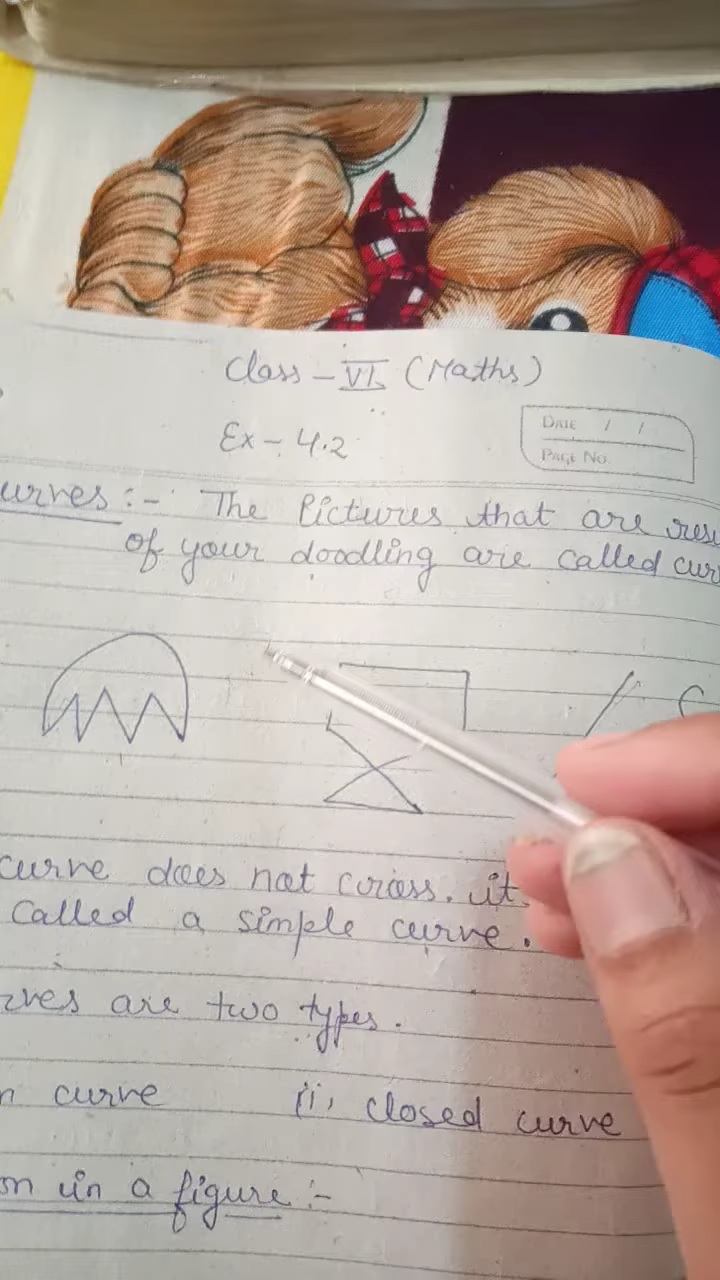 Class - VI (Maths)
Ex - 4.2
DATE / /
PAGE NO.
urves :- The Pictures that are resu
of your doodling are called cur
curve does not cross. it
called a simple curve.
rves are two types.
n curve (ii) closed curve
on in a figure :-